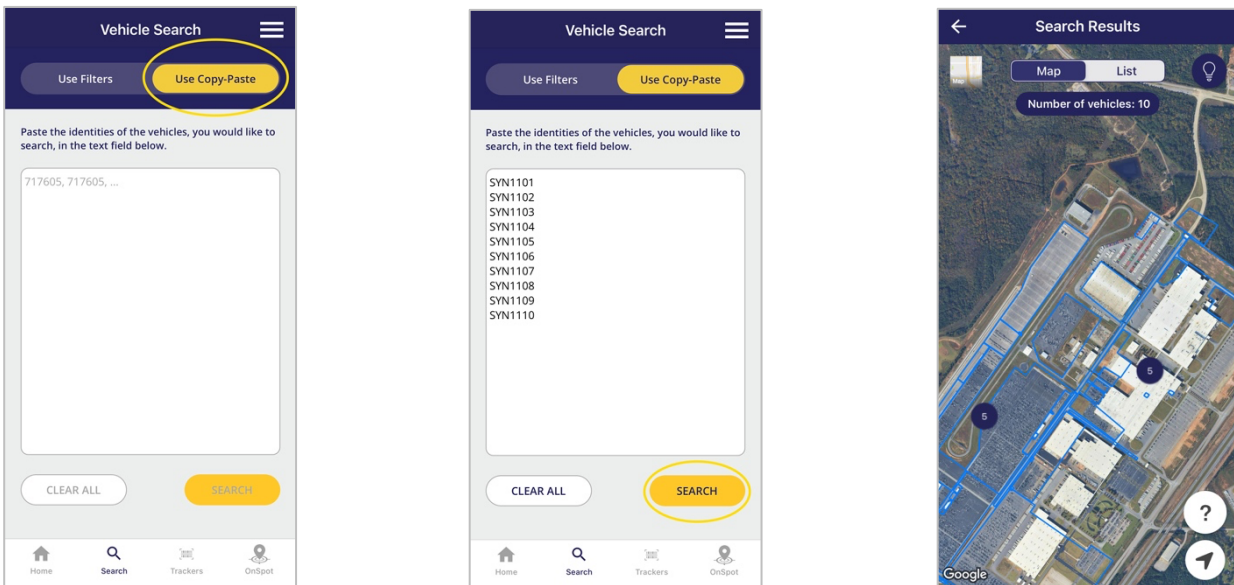 Vehicle Search
Use Filters
Use Copy-Paste
Paste the identities of the vehicles, you would like to
search, in the text field below.
717605, 717605, ...
CLEAR ALL
SEARCH
Home
Search
Trackers
OnSpot
Vehicle Search
Use Filters
Use Copy-Paste
Paste the identities of the vehicles, you would like to
search, in the text field below.
SYN1101
SYN1102
SYN1103
SYN1104
SYN1105
SYN1106
SYN1107
SYN1108
SYN1109
SYN1110
CLEAR ALL
SEARCH
Home
Search
Trackers
OnSpot
Search Results
Map
Map
List
Number of vehicles: 10
5
5
?
Google